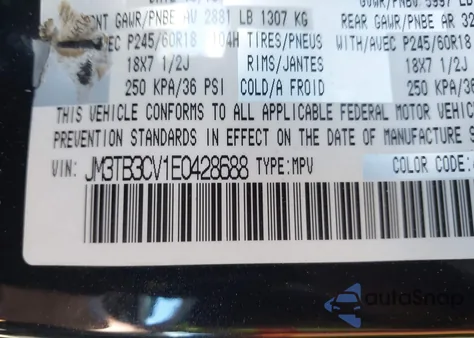 FRONT GAWR/PNBE AV 2881 LB 1307 KG REAR GAWR/PNBE AR
WITH/AVEC P245/60R18 104H TIRES/PNEUS WITH/AVEC P245/60R18
18X7 1/2J RIMS/JANTES 18X7 1/2J
250 KPA/36 PSI COLD/A FROID 250 KPA/36
THIS VEHICLE CONFORMS TO ALL APPLICABLE FEDERAL MOTOR VEHIC
PREVENTION STANDARDS IN EFFECT ON THE DATE OF MANUFACTURE
VIN: JM3TB3CV1E0428688 TYPE:MPV COLOR CODE:
autoSnap